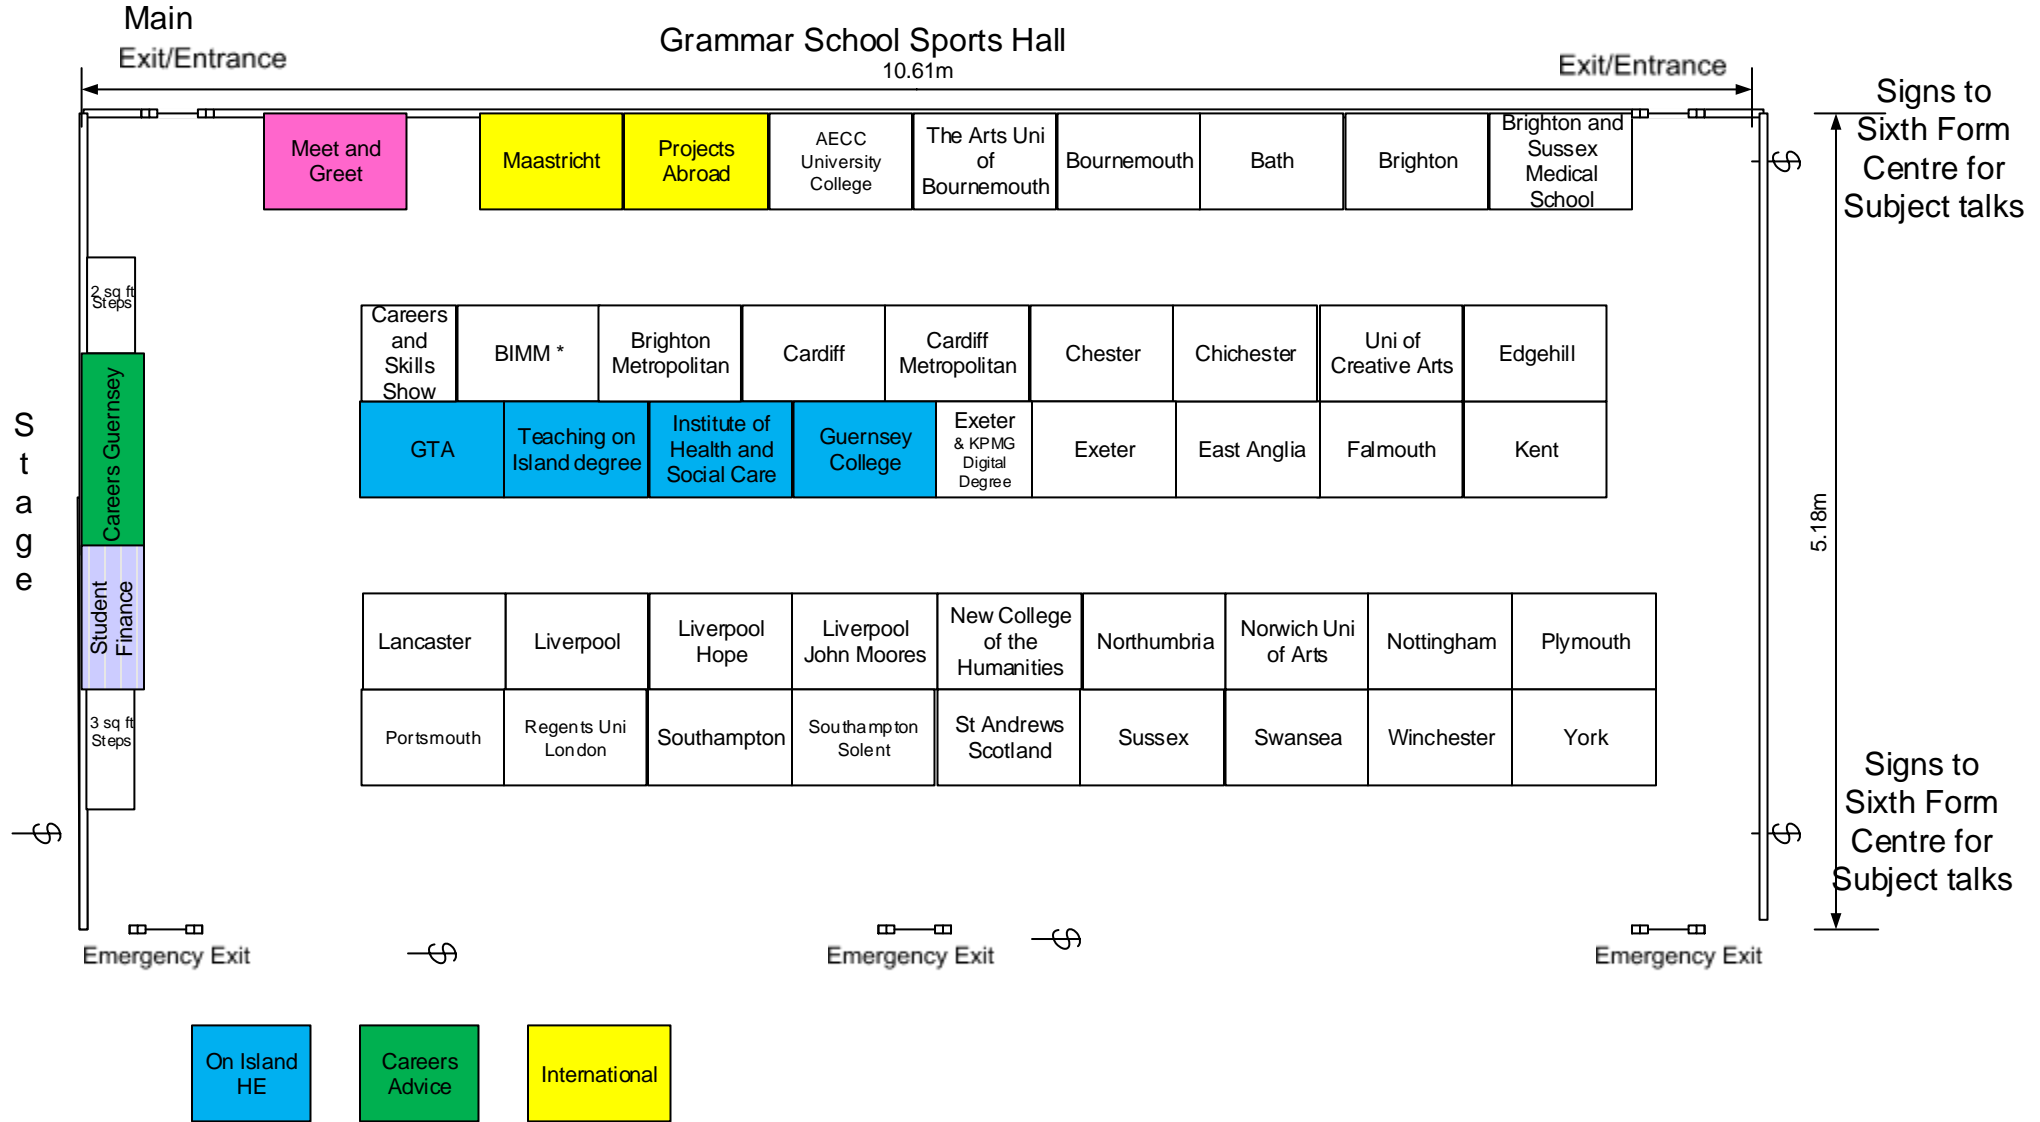 Main
Exit/Entrance
Grammar School Sports Hall
10.61m
Exit/Entrance
Signs to
Sixth Form
Centre for
Subject talks
Meet and
Greet
Maastricht
Projects
Abroad
AECC
University
College
The Arts Uni
of
Bournemouth
Bournemouth
Bath
Brighton
Brighton and
Sussex
Medical
School
2 sq ft
Steps
Careers
and
Skills
Show
BIMM *
Brighton
Metropolitan
Cardiff
Cardiff
Metropolitan
Chester
Chichester
Uni of
Creative Arts
Edgehill
Stage
Careers Guernsey
GTA
Teaching on
Island degree
Institute of
Health and
Social Care
Guernsey
College
Exeter
& KPMG
Digital
Degree
Exeter
East Anglia
Falmouth
Kent
5.18m
Student
Finance
Lancaster
Liverpool
Liverpool
Hope
Liverpool
John Moores
New College
of the
Humanities
Northumbria
Norwich Uni
of Arts
Nottingham
Plymouth
3 sq ft
Steps
Portsmouth
Regents Uni
London
Southampton
Southampton
Solent
St Andrews
Scotland
Sussex
Swansea
Winchester
York
Signs to
Sixth Form
Centre for
Subject talks
Emergency Exit
Emergency Exit
Emergency Exit
On Island
HE
Careers
Advice
International